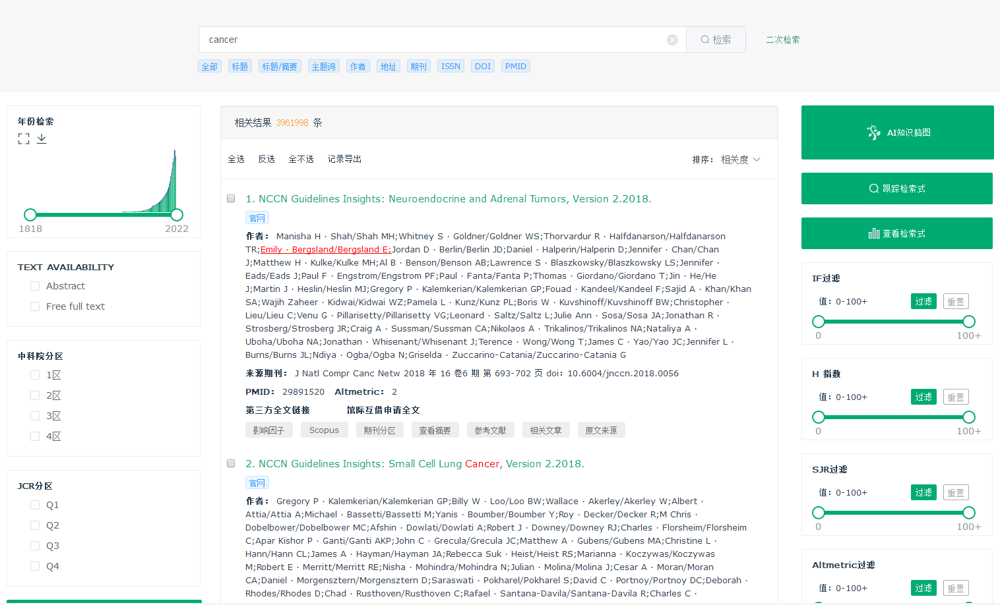 cancer
检索
二次检索
全部 标题 标题/摘要 主题词 作者 地址 期刊 ISSN DOI PMID
年份检索
1818 2022
TEXT AVAILABILITY
Abstract
Free full text
中科院分区
1区
2区
3区
4区
JCR分区
Q1
Q2
Q3
Q4
相关结果 3961998 条
全选 反选 全不选 记录导出
排序： 相关度
1. NCCN Guidelines Insights: Neuroendocrine and Adrenal Tumors, Version 2.2018.
官网
作者： Manisha H · Shah/Shah MH;Whitney S · Goldner/Goldner WS;Thorvardur R · Halfdanarson/Halfdanarson
TR;Emily · Bergsland/Bergsland E;Jordan D · Berlin/Berlin JD;Daniel · Halperin/Halperin D;Jennifer · Chan/Chan
J;Matthew H · Kulke/Kulke MH;Al B · Benson/Benson AB;Lawrence S · Blaszkowsky/Blaszkowsky LS;Jennifer ·
Eads/Eads J;Paul F · Engstrom/Engstrom PF;Paul · Fanta/Fanta P;Thomas · Giordano/Giordano T;Jin · He/He
J;Martin J · Heslin/Heslin MJ;Gregory P · Kalemkerian/Kalemkerian GP;Fouad · Kandeel/Kandeel F;Sajid A · Khan/Khan
SA;Wajih Zaheer · Kidwai/Kidwai WZ;Pamela L · Kunz/Kunz PL;Boris W · Kuvshinoff/Kuvshinoff BW;Christopher ·
Lieu/Lieu C;Venu G · Pillarisetty/Pillarisetty VG;Leonard · Saltz/Saltz L;Julie Ann · Sosa/Sosa JA;Jonathan R ·
Strosberg/Strosberg JR;Craig A · Sussman/Sussman CA;Nikolaos A · Trikalinos/Trikalinos NA;Nataliya A ·
Uboha/Uboha NA;Jonathan · Whisenant/Whisenant J;Terence · Wong/Wong T;James C · Yao/Yao JC;Jennifer L ·
Burns/Burns JL;Ndiya · Ogba/Ogba N;Griselda · Zuccarino-Catania/Zuccarino-Catania G
来源期刊： J Natl Compr Canc Netw 2018 年 16 卷6 期 第 693-702 页 doi：10.6004/jnccn.2018.0056
PMID： 29891520 Altmetric： 2
第三方全文链接 馆际互借申请全文
影响因子 Scopus 期刊分区 查看摘要 参考文献 相关文章 原文来源
2. NCCN Guidelines Insights: Small Cell Lung Cancer, Version 2.2018.
官网
作者： Gregory P · Kalemkerian/Kalemkerian GP;Billy W · Loo/Loo BW;Wallace · Akerley/Akerley W;Albert ·
Attia/Attia A;Michael · Bassetti/Bassetti M;Yanis · Boumber/Boumber Y;Roy · Decker/Decker R;M Chris ·
Dobelbower/Dobelbower MC;Afshin · Dowlati/Dowlati A;Robert J · Downey/Downey RJ;Charles · Florsheim/Florsheim
C;Apar Kishor P · Ganti/Ganti AKP;John C · Grecula/Grecula JC;Matthew A · Gubens/Gubens MA;Christine L ·
Hann/Hann CL;James A · Hayman/Hayman JA;Rebecca Suk · Heist/Heist RS;Marianna · Koczywas/Koczywas
M;Robert E · Merritt/Merritt RE;Nisha · Mohindra/Mohindra N;Julian · Molina/Molina J;Cesar A · Moran/Moran
CA;Daniel · Morgensztern/Morgensztern D;Saraswati · Pokharel/Pokharel S;David C · Portnoy/Portnoy DC;Deborah ·
Rhodes/Rhodes D;Chad · Rusthoven/Rusthoven C;Rafael · Santana-Davila/Santana-Davila R;Charles C ·
AI知识脑图
跟踪检索式
查看检索式
IF过滤
值：0-100+ 过滤 重置
0 100+
H 指数
值：0-100+ 过滤 重置
0 100+
SJR过滤
值：0-100+ 过滤 重置
0 100+
Altmetric过滤
值：0-100+ 过滤 重置